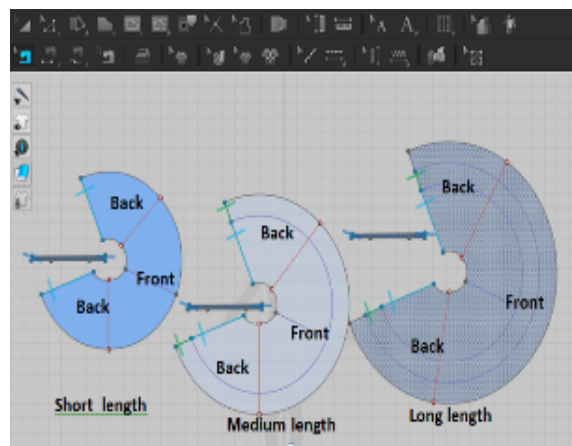 Back
Front
Back
Short length
Back
Front
Back
Medium length
Back
Front
Back
Long length